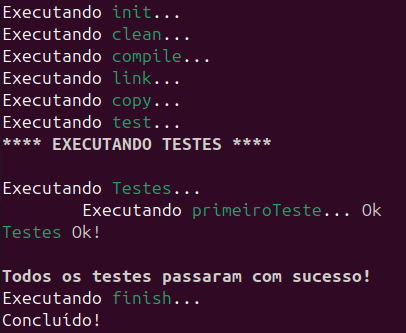 Executando init...
Executando clean...
Executando compile...
Executando link...
Executando copy...
Executando test...
**** EXECUTANDO TESTES ****
Executando Testes...
Executando primeiroTeste... Ok
Testes Ok!
Todos os testes passaram com sucesso!
Executando finish...
Concluído!